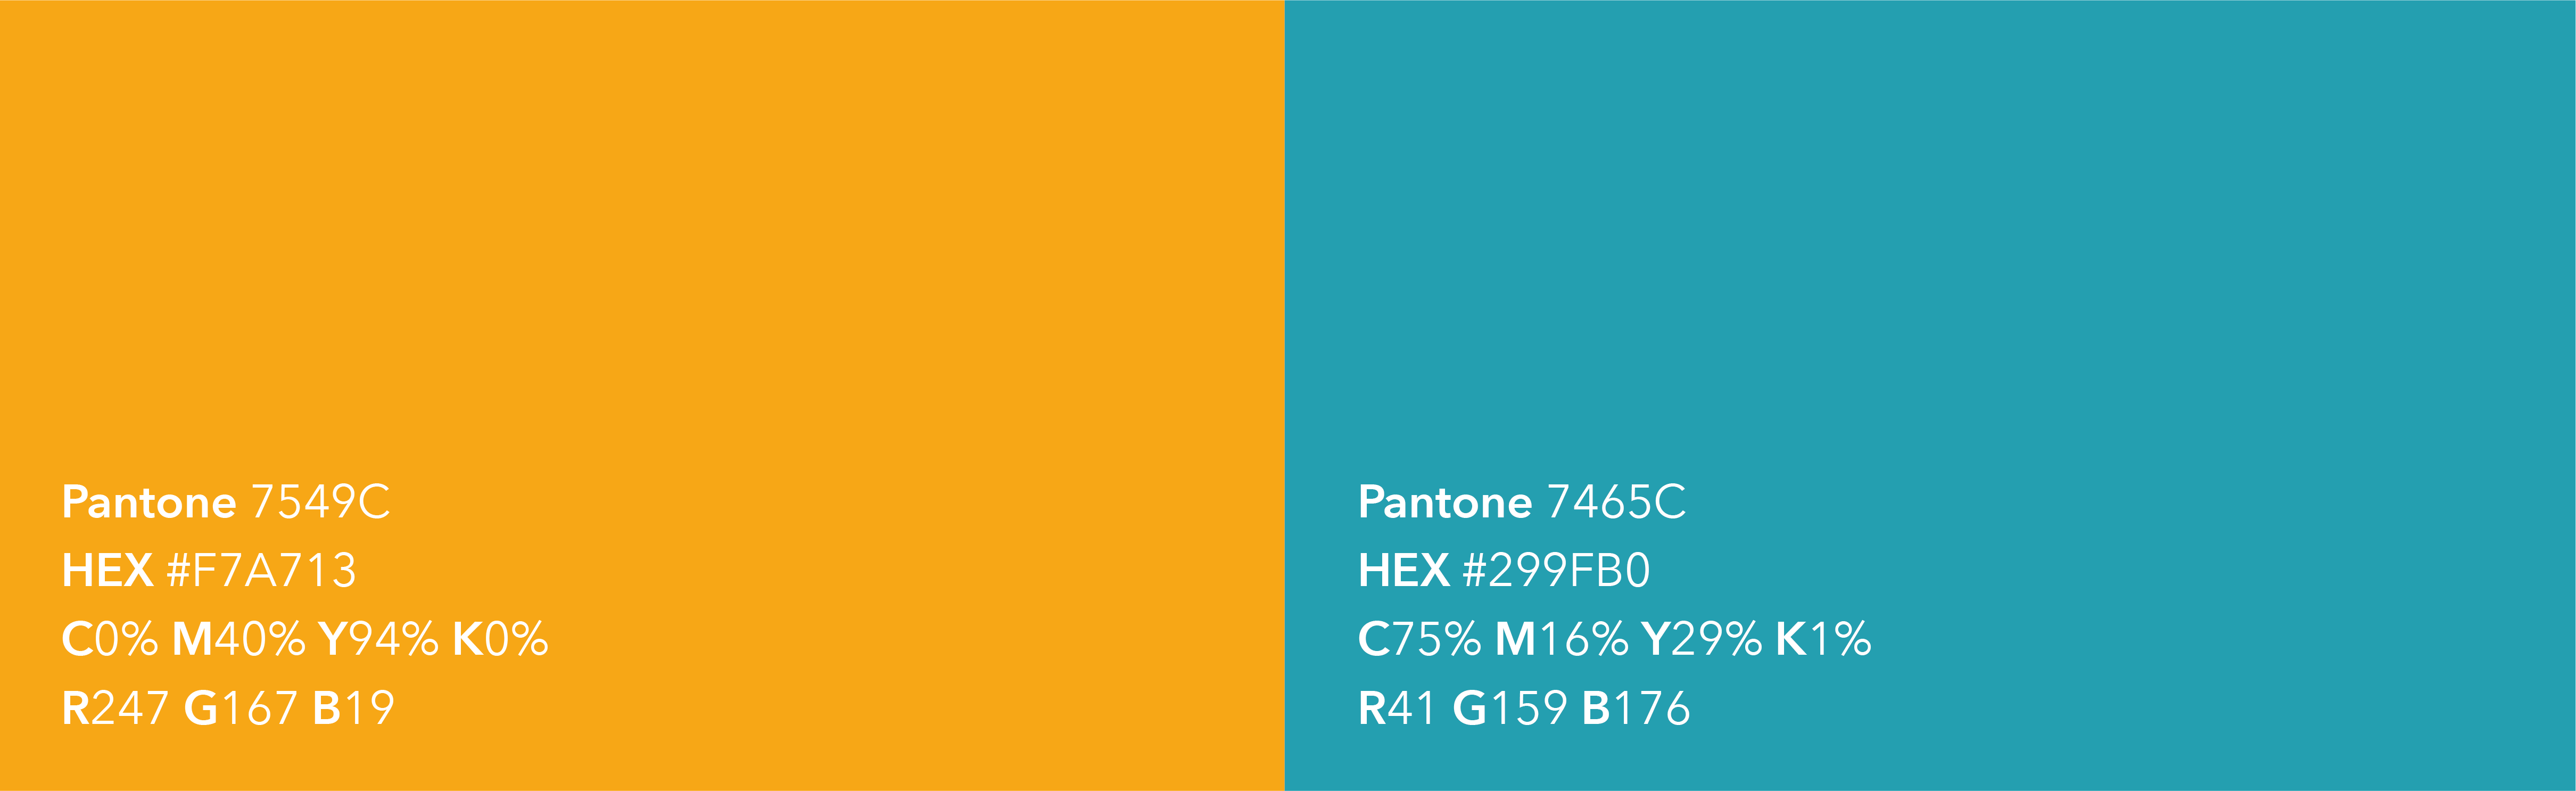 Pantone 7549C
HEX #F7A713
C0% M40% Y94% K0%
R247 G167 B19
Pantone 7465C
HEX #299FB0
C75% M16% Y29% K1%
R41 G159 B176